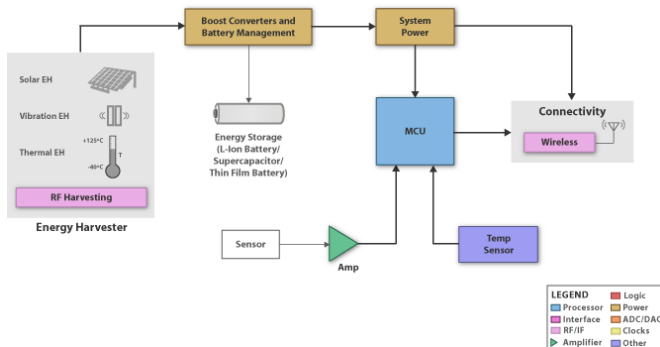 Boost Converters and
Battery Management
System
Power
Solar EH
Vibration EH
Thermal EH
+125°C
T
-40°C
RF Harvesting
Energy Harvester
Energy Storage
(L-Ion Battery/
Supercapacitor/
Thin Film Battery)
MCU
Connectivity
Wireless
Sensor
Amp
Temp
Sensor
LEGEND
Processor
Interface
RF/IF
Amplifier
Logic
Power
ADC/DAC
Clocks
Other